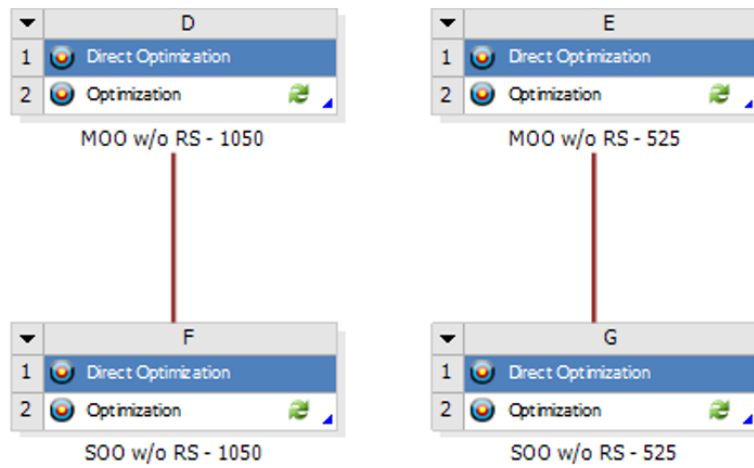 D
1 Direct Optimization
2 Optimization
MOO w/o RS - 1050
E
1 Direct Optimization
2 Optimization
MOO w/o RS - 525
F
1 Direct Optimization
2 Optimization
SOO w/o RS - 1050
G
1 Direct Optimization
2 Optimization
SOO w/o RS - 525